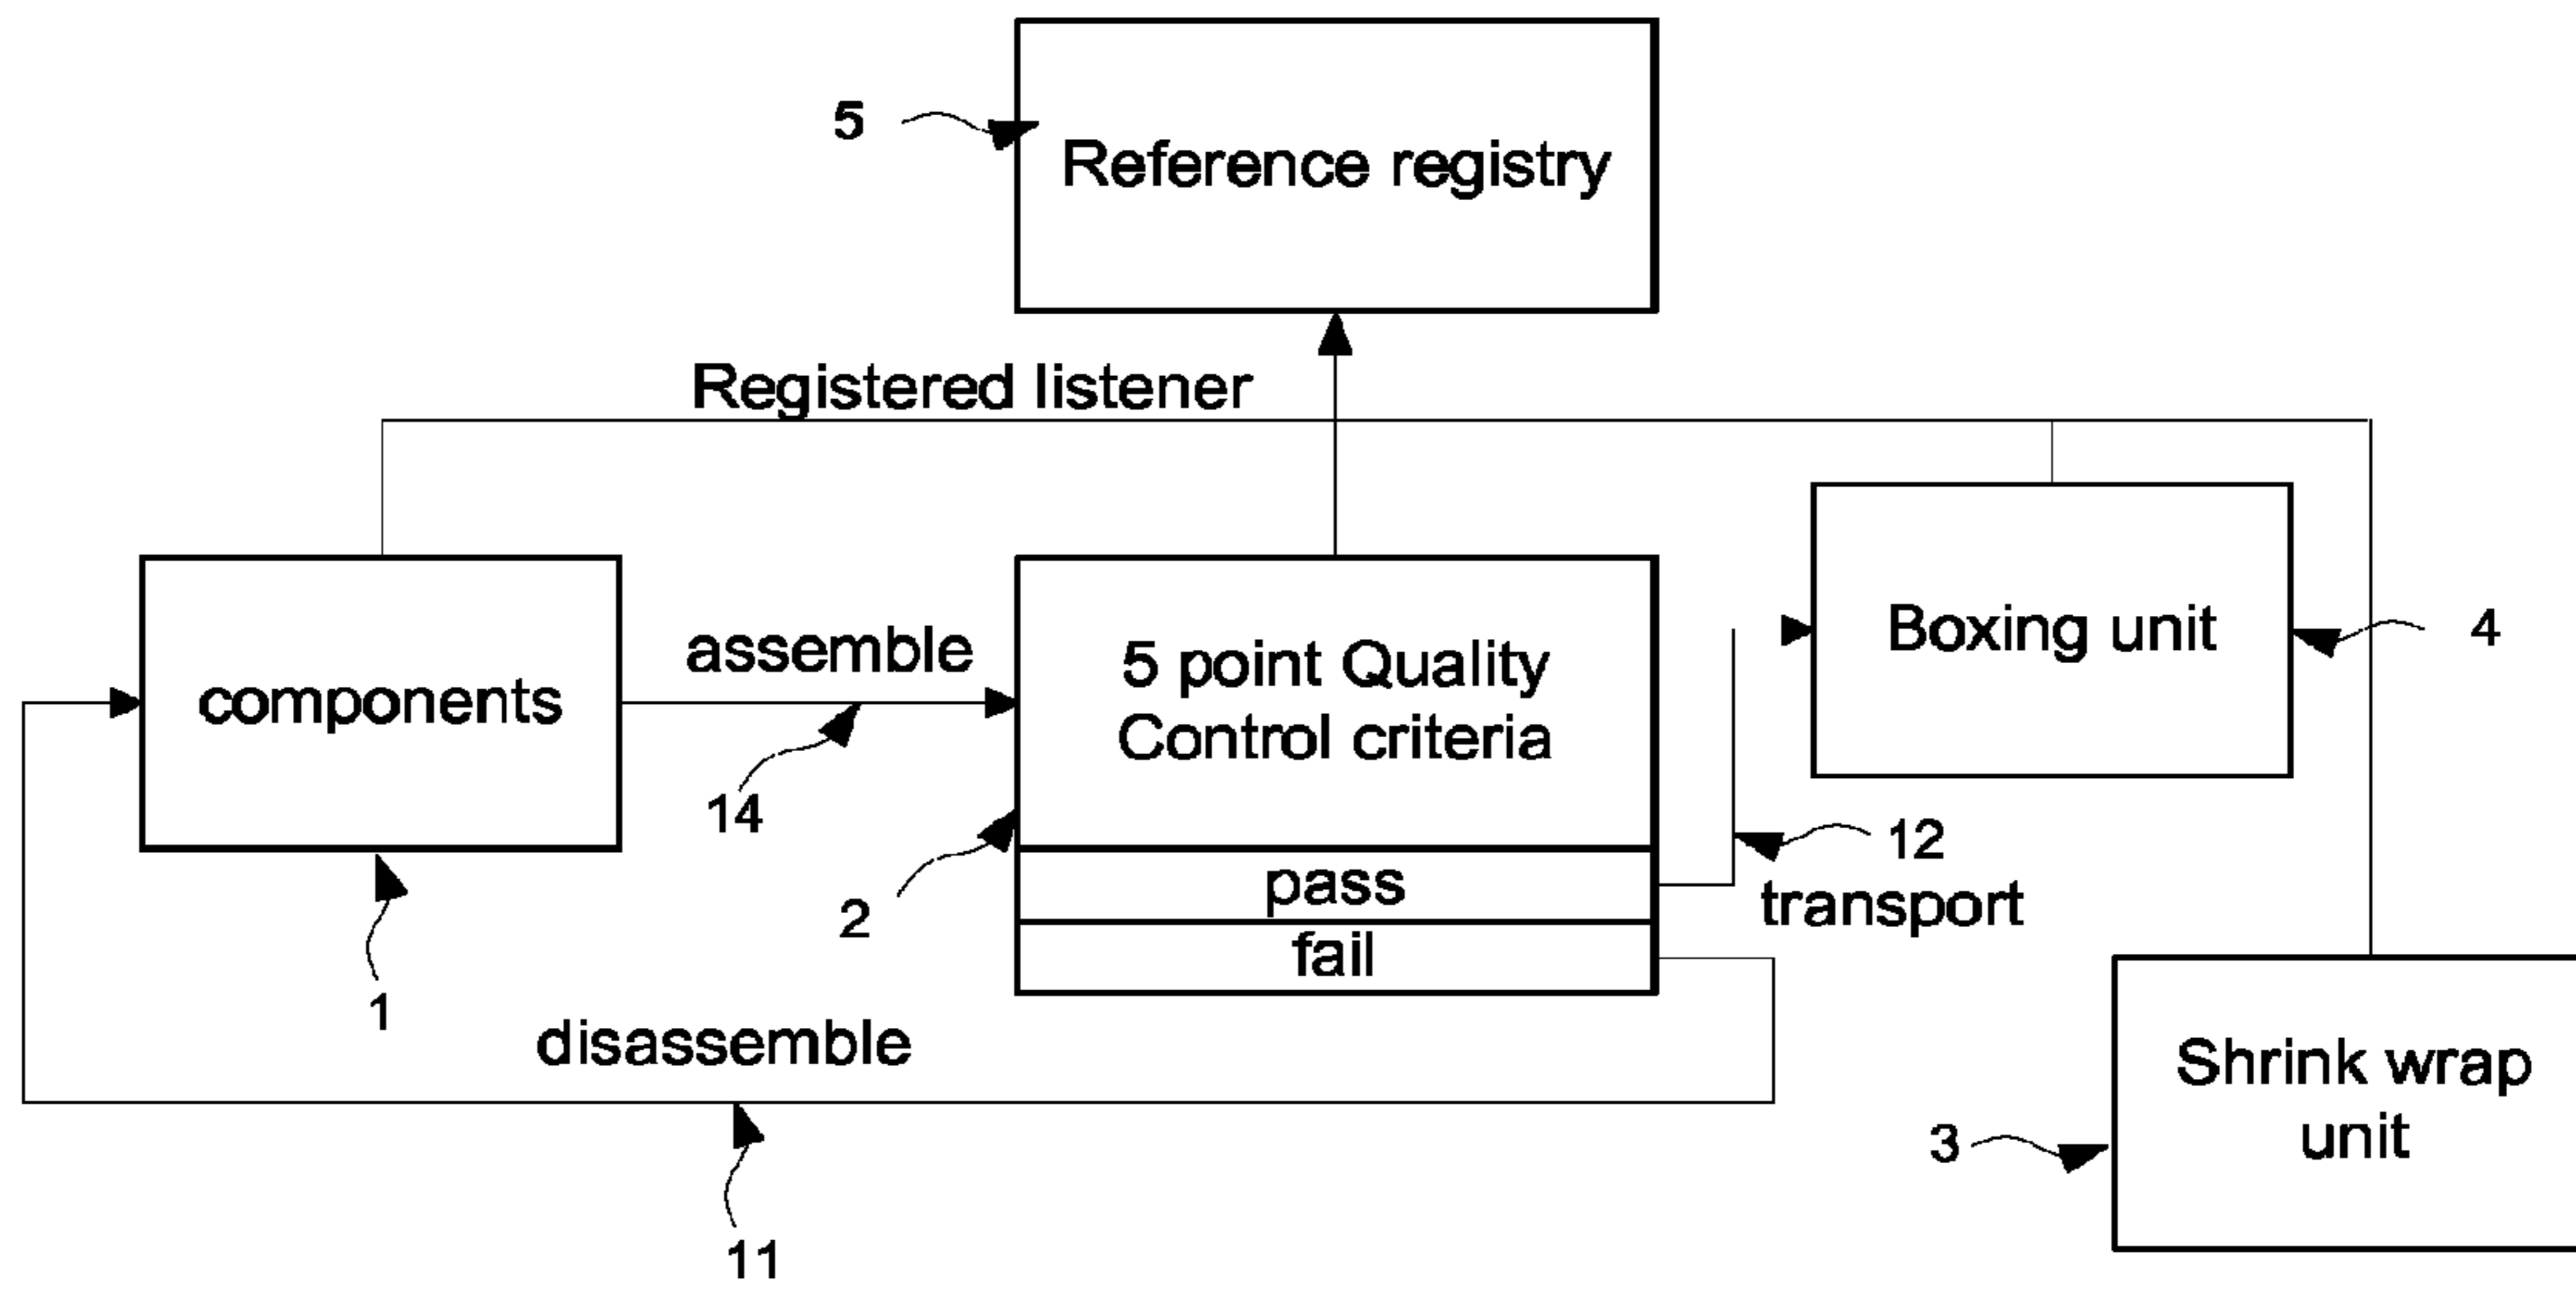 5
Reference registry
Registered listener
components
assemble
14
5 point Quality
Control criteria
pass
fail
2
Boxing unit
4
12
transport
1
disassemble
11
Shrink wrap
unit
3